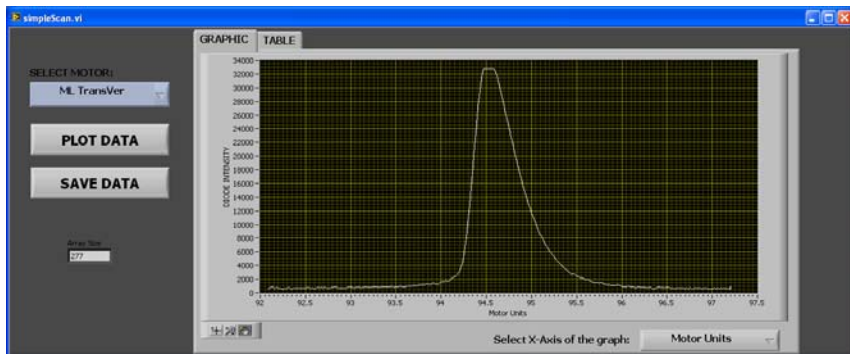 simpleScan.vi
GRAPHIC TABLE
SELECT MOTOR:
ML TransVer
PLOT DATA
SAVE DATA
Array Size
277
DIODE INTENSITY
34000
32000
30000
28000
26000
24000
22000
20000
18000
16000
14000
12000
10000
8000
6000
4000
2000
0
92 92.5 93 93.5 94 94.5 95 95.5 96 96.5 97 97.5
Motor Units
Select X-Axis of the graph: Motor Units